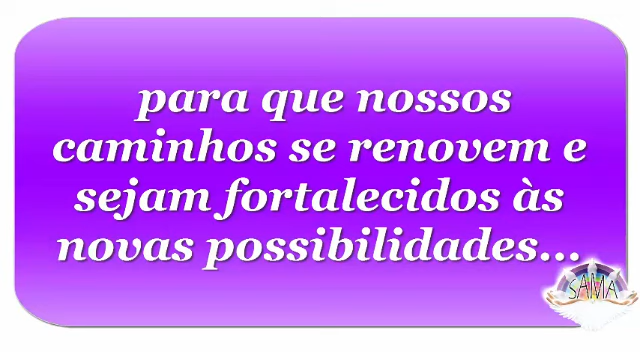 para que nossos
caminhos se renovem e
sejam fortalecidos às
novas possibilidades...
SAMA